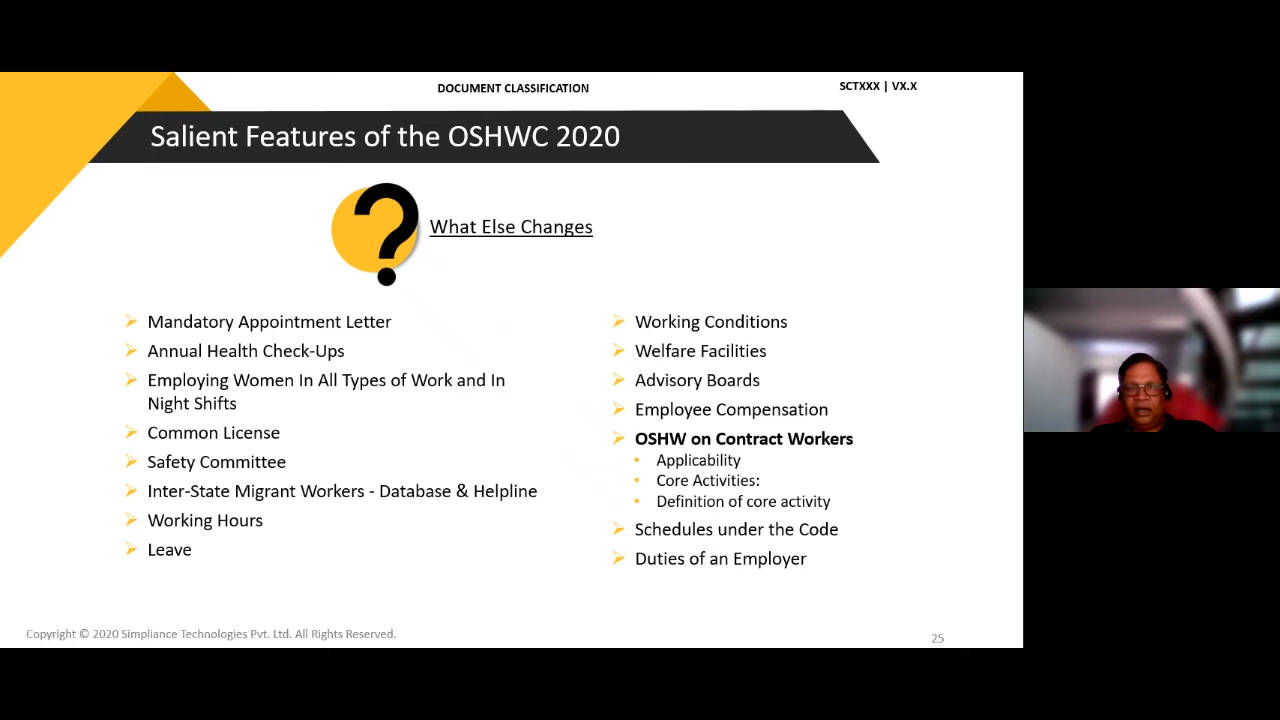 DOCUMENT CLASSIFICATION
SCTXXX | VX.X
Salient Features of the OSHWC 2020
What Else Changes
Mandatory Appointment Letter
Annual Health Check-Ups
Employing Women In All Types of Work and In
Night Shifts
Common License
Safety Committee
Inter-State Migrant Workers - Database & Helpline
Working Hours
Leave
Working Conditions
Welfare Facilities
Advisory Boards
Employee Compensation
OSHW on Contract Workers
Applicability
Core Activities:
Definition of core activity
Schedules under the Code
Duties of an Employer
Copyright © 2020 Simpliance Technologies Pvt. Ltd. All Rights Reserved.
25